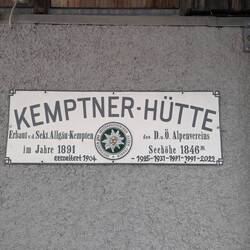 KEMPTNER-HÜTTE
Erbaut v.d. Sekt. Allgäu-Kempten des D.u.Ö. Alpenvereins
im Jahre 1891 Seehöhe 1846m
erweitert 1904 - 1925-1931-1977-1991-2022